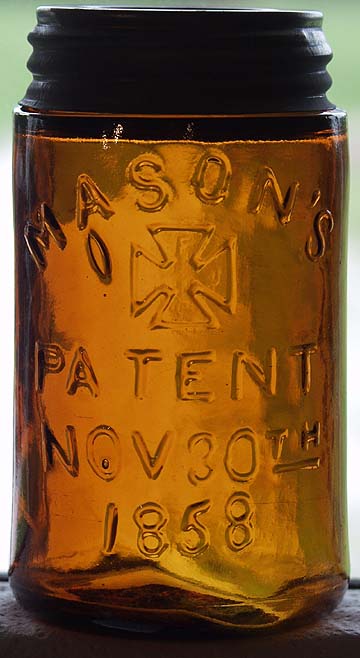 MASON'S
PATENT
NOV 30TH
1858